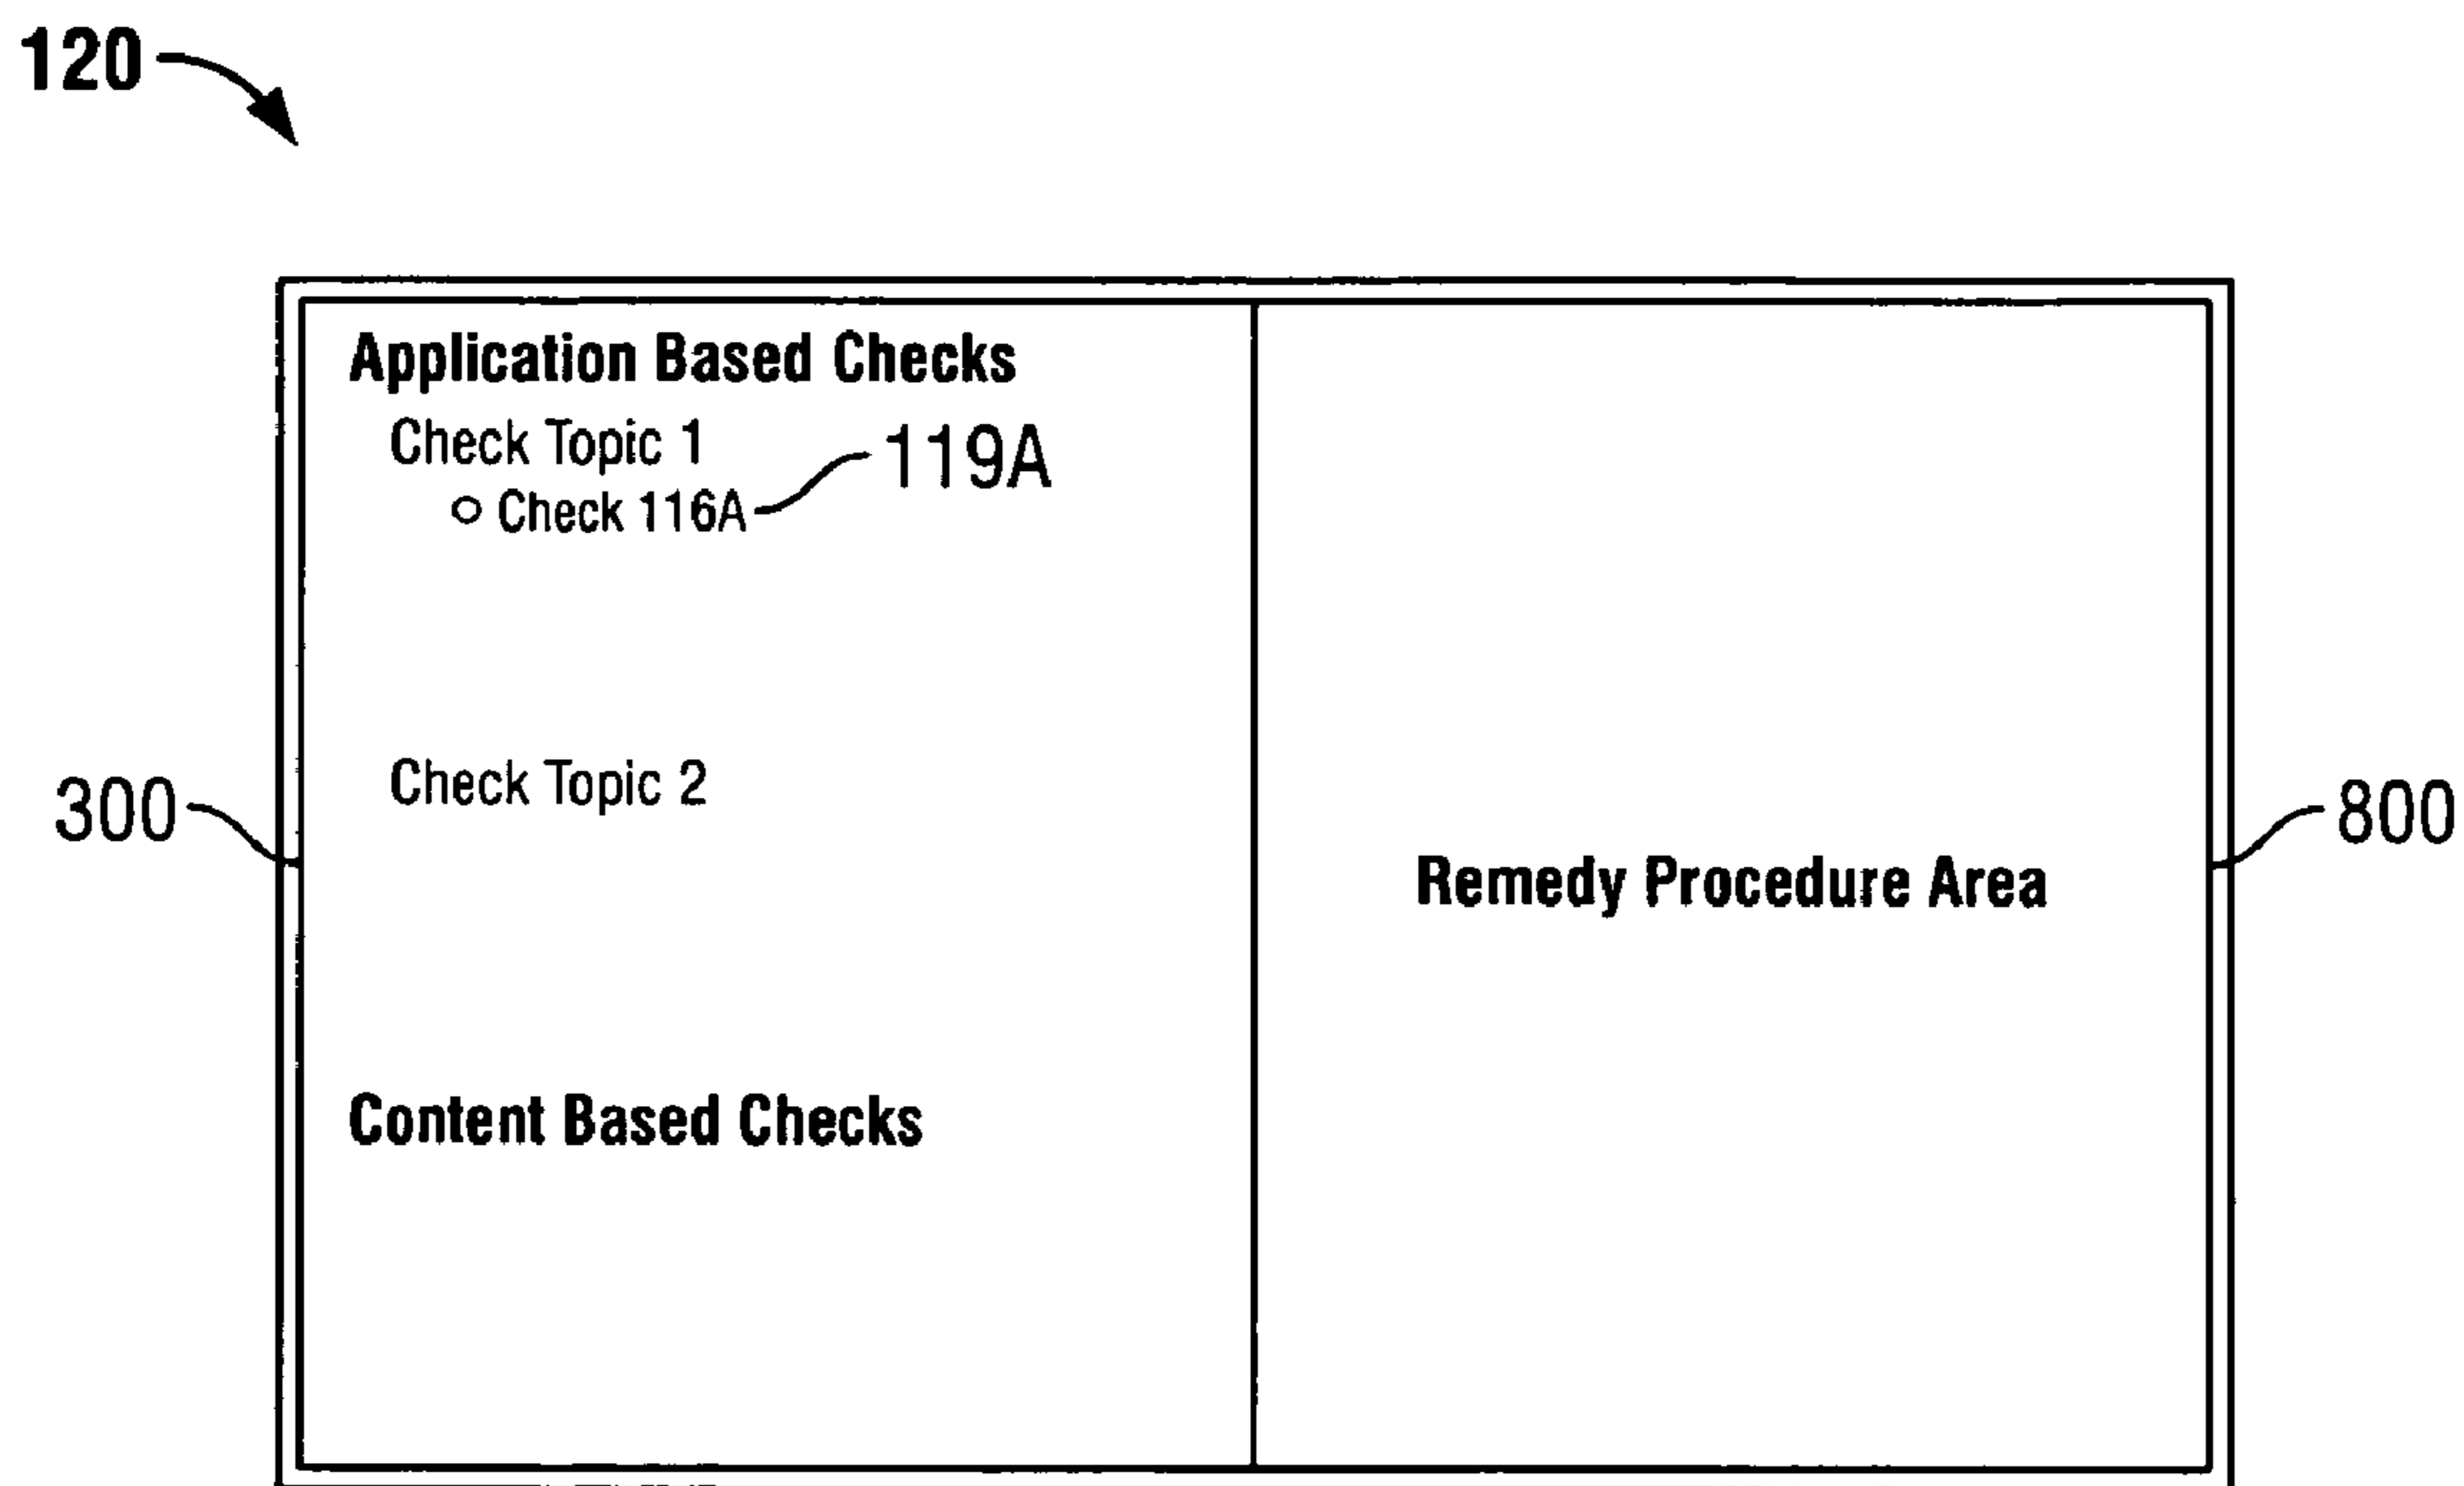 120
Application Based Checks
Check Topic 1
119A
○ Check 116A
Check Topic 2
300
800
Remedy Procedure Area
Content Based Checks